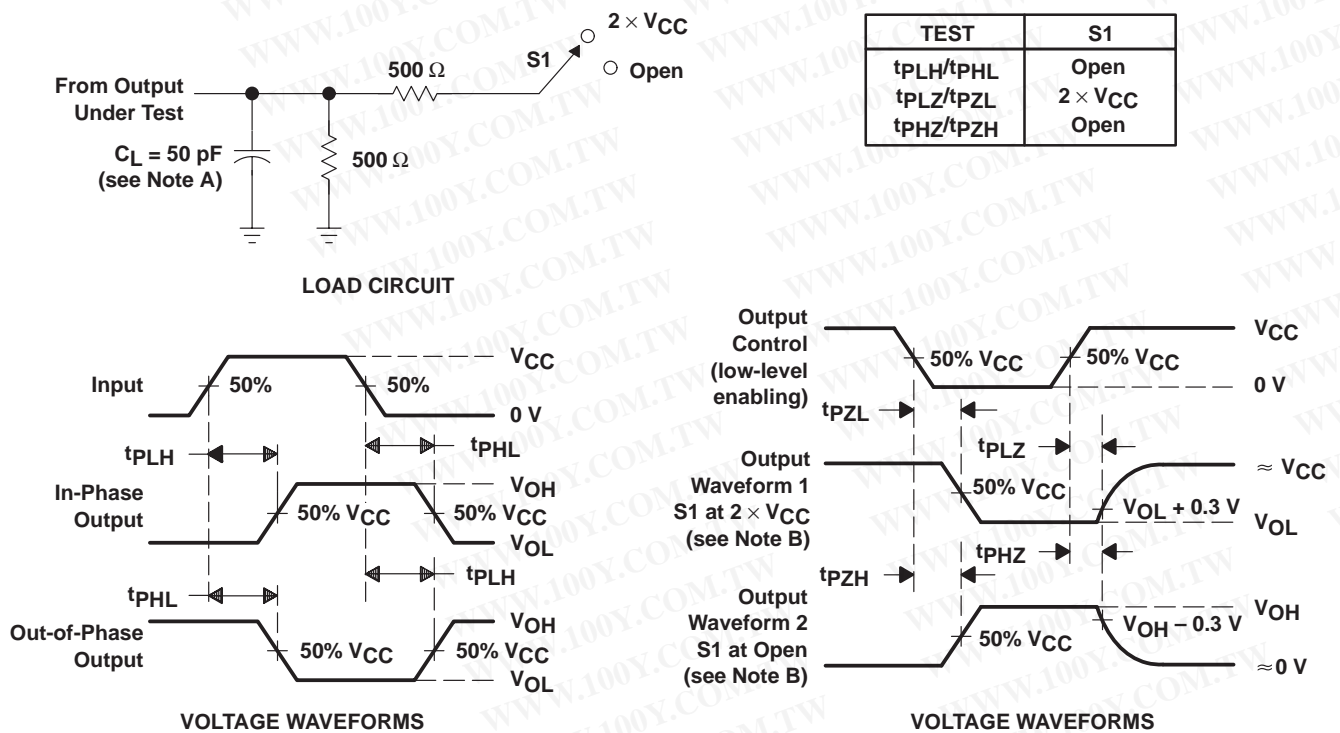 2 × VCC
S1
Open
500 Ω
From Output
Under Test
CL = 50 pF
(see Note A)
500 Ω
LOAD CIRCUIT
TEST S1
tPLH/tPHL Open
tPLZ/tPZL 2 × VCC
tPHZ/tPZH Open
Input
50%
50%
VCC
0 V
tPLH
tPHL
In-Phase
Output
50% VCC
50% VCC
VOH
VOL
tPHL
tPLH
Out-of-Phase
Output
50% VCC
50% VCC
VOH
VOL
VOLTAGE WAVEFORMS
Output
Control
(low-level
enabling)
50% VCC
50% VCC
VCC
0 V
tPZL
tPLZ
Output
Waveform 1
S1 at 2 × VCC
(see Note B)
50% VCC
VOL + 0.3 V
≈ VCC
VOL
tPZH
tPHZ
Output
Waveform 2
S1 at Open
(see Note B)
50% VCC
VOH − 0.3 V
VOH
≈0 V
VOLTAGE WAVEFORMS
WWW.100Y.COM.TW